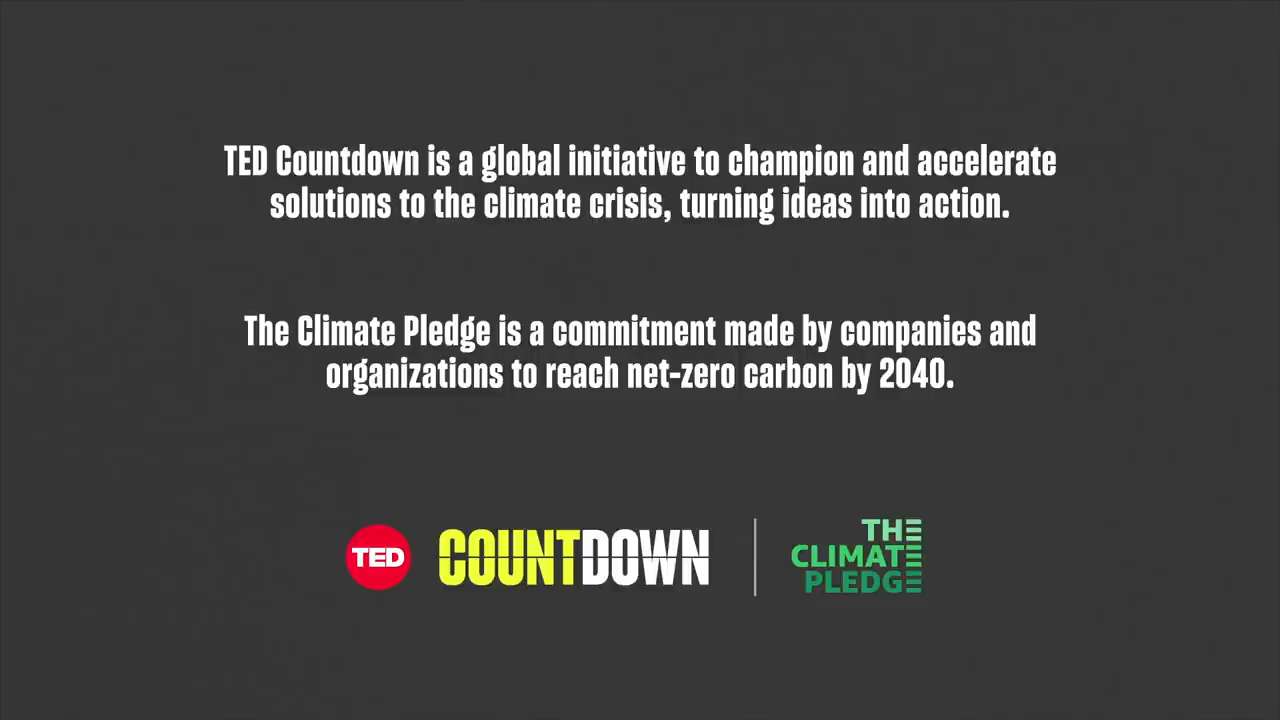 TED Countdown is a global initiative to champion and accelerate
solutions to the climate crisis, turning ideas into action.
The Climate Pledge is a commitment made by companies and
organizations to reach net-zero carbon by 2040.
TED COUNTDOWN
THE
CLIMATE
PLEDGE